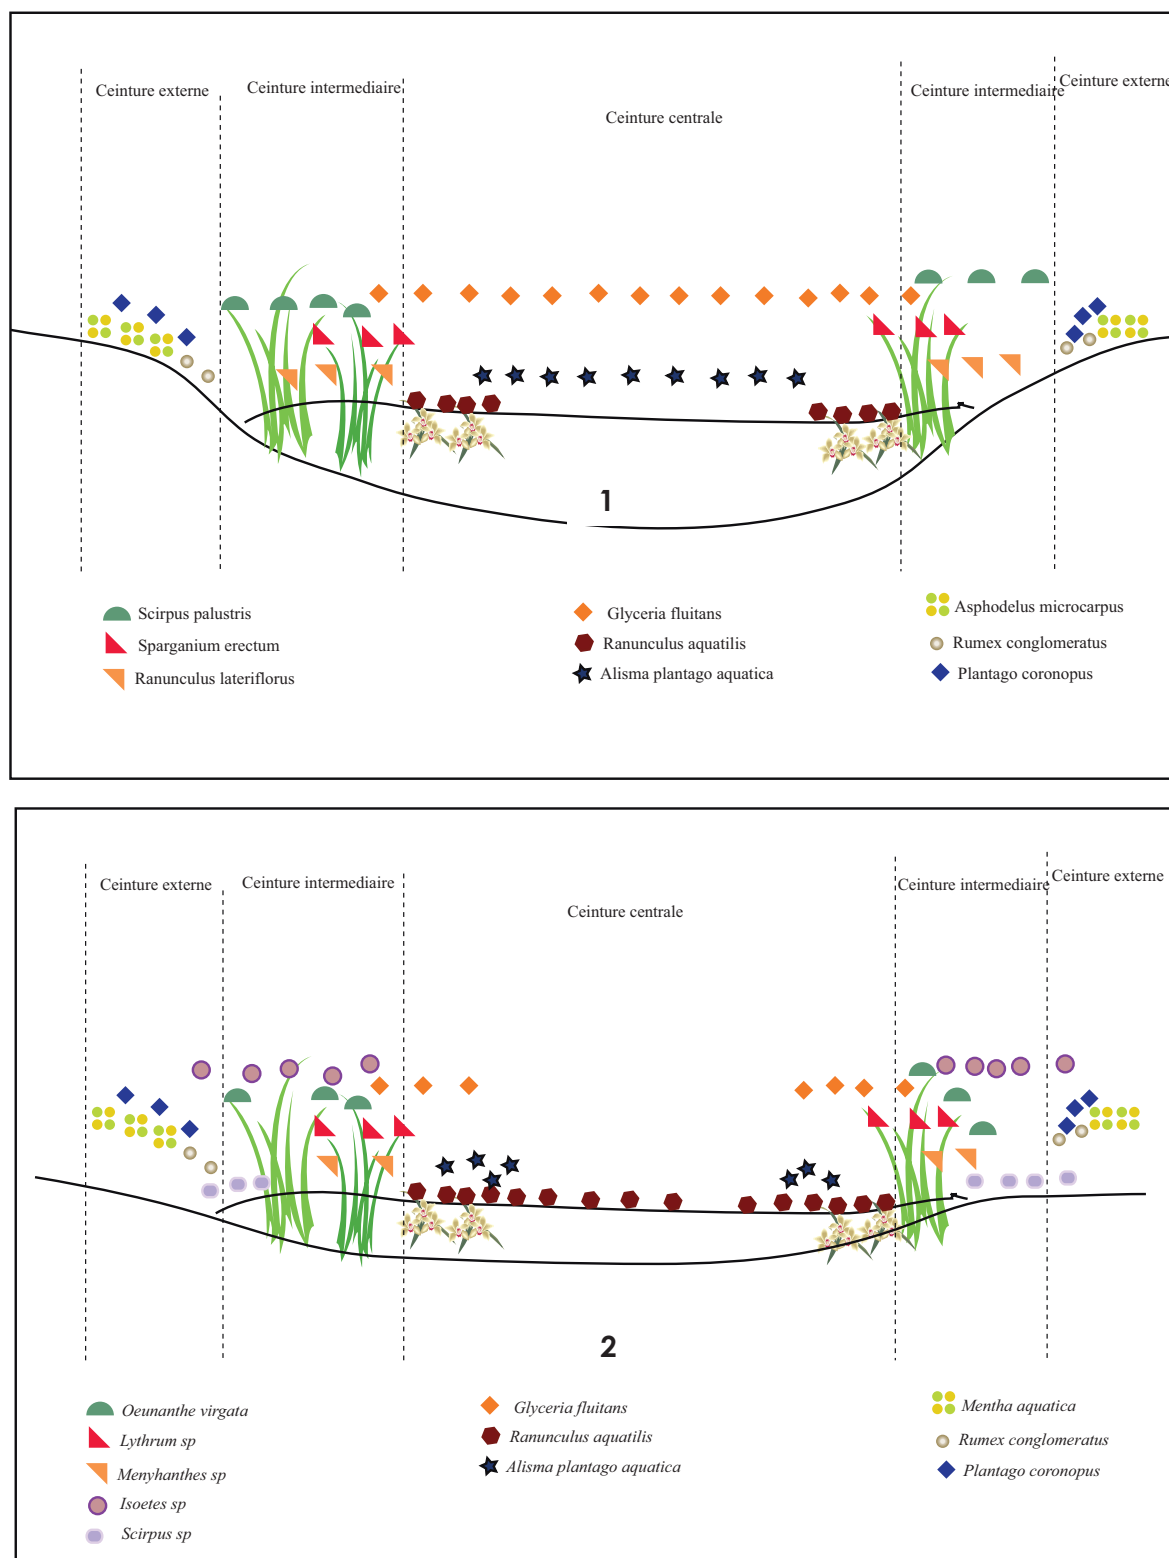 Ceinture externe
Ceinture intermediaire
Ceinture centrale
Ceinture intermediaire
Ceinture externe
1
Scirpus palustris
Sparganium erectum
Ranunculus lateriflorus
Glyceria fluitans
Ranunculus aquatilis
Alisma plantago aquatica
Asphodelus microcarpus
Rumex conglomeratus
Plantago coronopus
Ceinture externe
Ceinture intermediaire
Ceinture centrale
Ceinture intermediaire
Ceinture externe
2
Oeunanthe virgata
Lythrum sp
Menyhanthes sp
Isoetes sp
Scirpus sp
Glyceria fluitans
Ranunculus aquatilis
Alisma plantago aquatica
Mentha aquatica
Rumex conglomeratus
Plantago coronopus